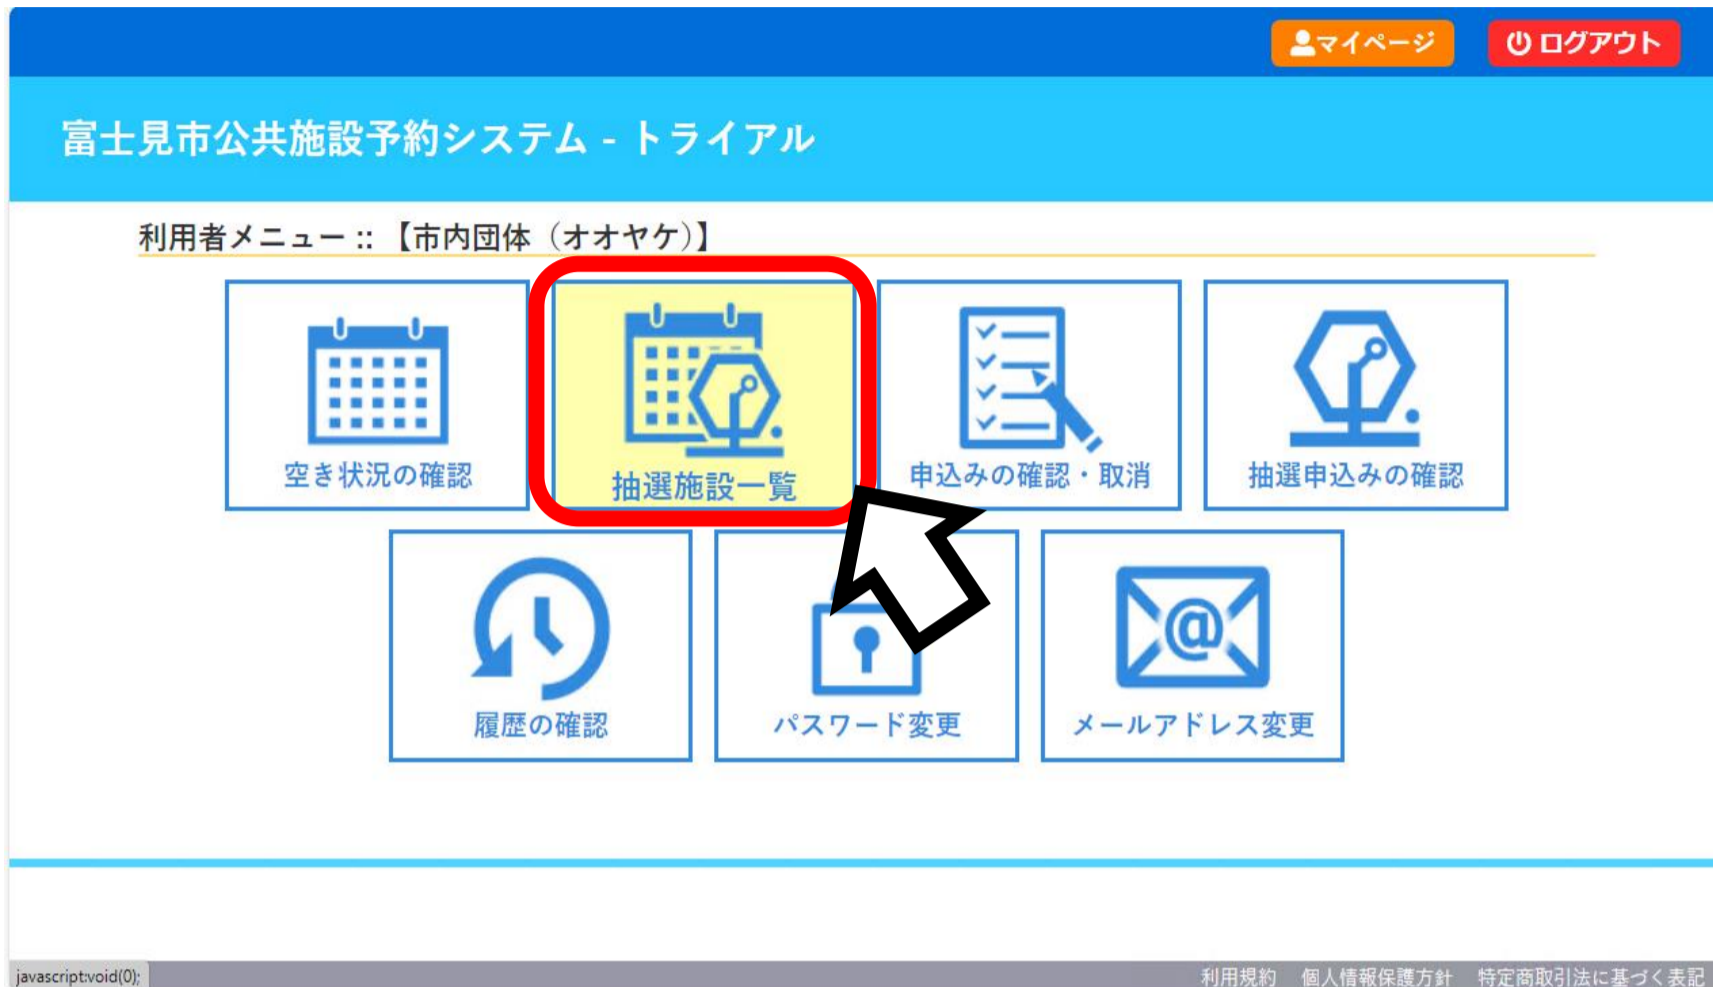 マイページ
ログアウト
富士見市公共施設予約システム - トライアル
利用者メニュー :: 【市内団体（オオヤケ）】
空き状況の確認
抽選施設一覧
申込みの確認・取消
抽選申込みの確認
履歴の確認
パスワード変更
メールアドレス変更
javascript:void(0);
利用規約 個人情報保護方針 特定商取引法に基づく表記